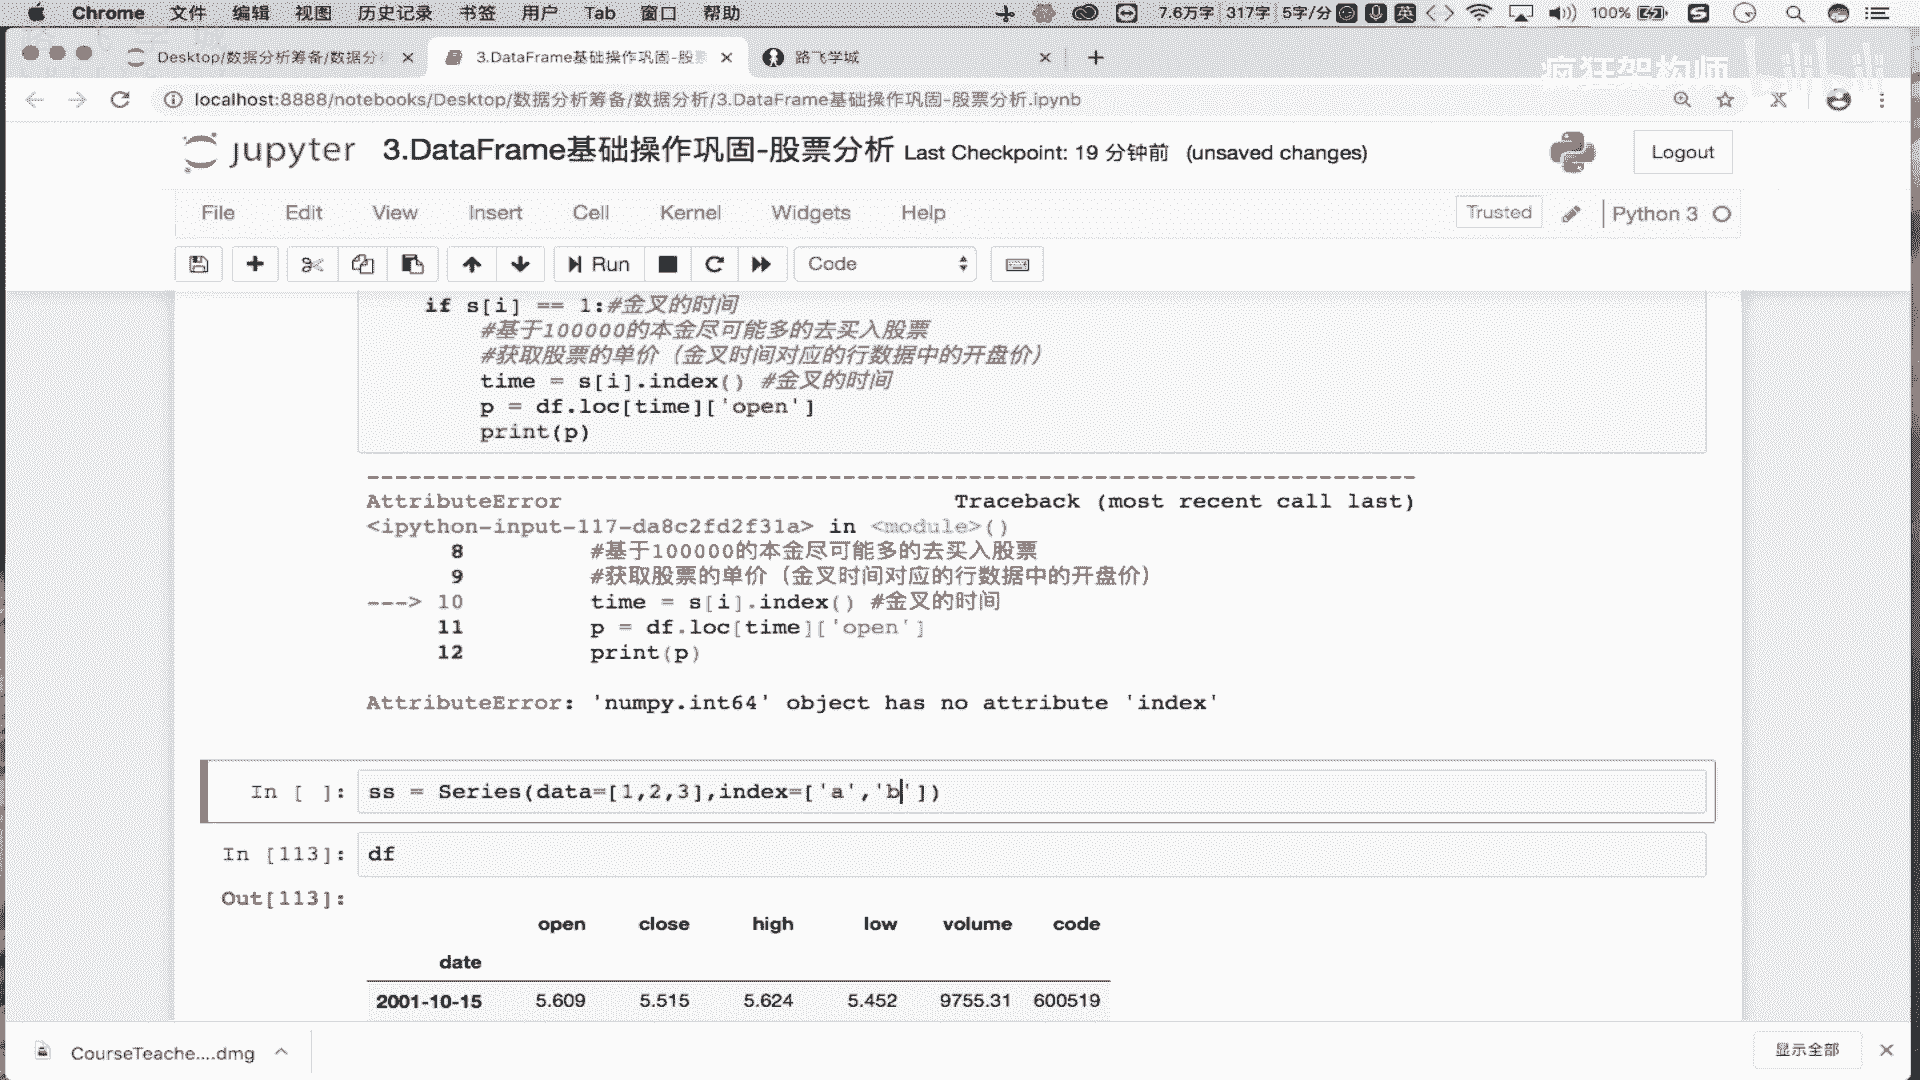 Chrome 文件 编辑 视图 历史记录 书签 用户 Tab 窗口 帮助 7.6万字 317字 5字/分 英 100%
Desktop/数据分析筹备/数据分析 3.DataFrame基础操作巩固-股票 路飞学城
疯狂架构师 bilibili
localhost:8888/notebooks/Desktop/数据分析筹备/数据分析/3.DataFrame基础操作巩固-股票分析.ipynb
jupyter 3.DataFrame基础操作巩固-股票分析 Last Checkpoint: 19 分钟前 (unsaved changes) Logout
File Edit View Insert Cell Kernel Widgets Help Trusted Python 3
Run Code
if s[i] == 1:#金叉的时间
#基于100000的本金尽可能多的去买入股票
#获取股票的单价（金叉时间对应的行数据中的开盘价）
time = s[i].index() #金叉的时间
p = df.loc[time]['open']
print(p)
---------------------------------------------------------------------------
AttributeError Traceback (most recent call last)
<ipython-input-117-da8c2fd2f31a> in <module>()
8 #基于100000的本金尽可能多的去买入股票
9 #获取股票的单价（金叉时间对应的行数据中的开盘价）
---> 10 time = s[i].index() #金叉的时间
11 p = df.loc[time]['open']
12 print(p)
AttributeError: 'numpy.int64' object has no attribute 'index'
In [ ]: ss = Series(data=[1,2,3],index=['a','b'])
In [113]: df
Out[113]:
open close high low volume code
date
2001-10-15 5.609 5.515 5.624 5.452 9755.31 600519
CourseTeache....dmg 显示全部